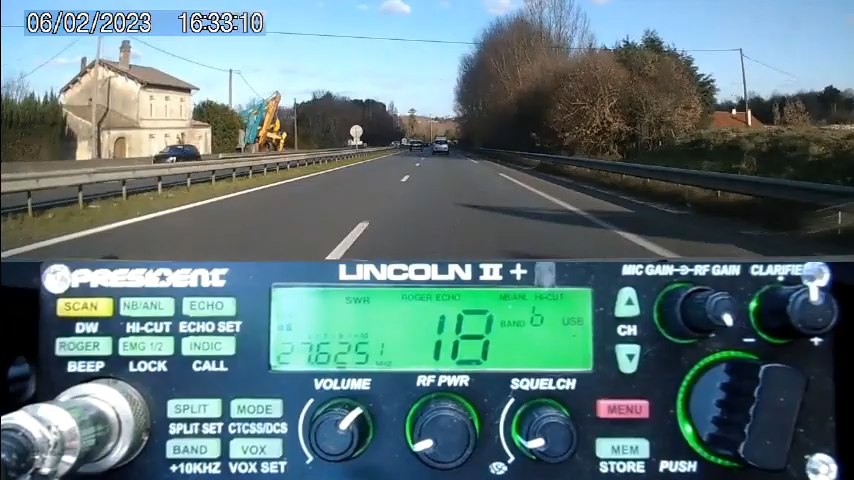 06/02/2023 16:33:10
PRESIDENT LINCOLN II + MIC GAIN RF GAIN CLARIFIE
SCAN NB/ANL ECHO SWR ROGER ECHO NB/ANL HI-CUT
DW HI-CUT ECHO SET 18 BAND b USB CH
ROGER EMG 1/2 INDIC 27.6251 MHz
BEEP LOCK CALL
VOLUME RF PWR SQUELCH
SPLIT MODE MENU
SPLIT SET CTCSS/DCS
BAND VOX MEM
+10KHZ VOX SET STORE PUSH